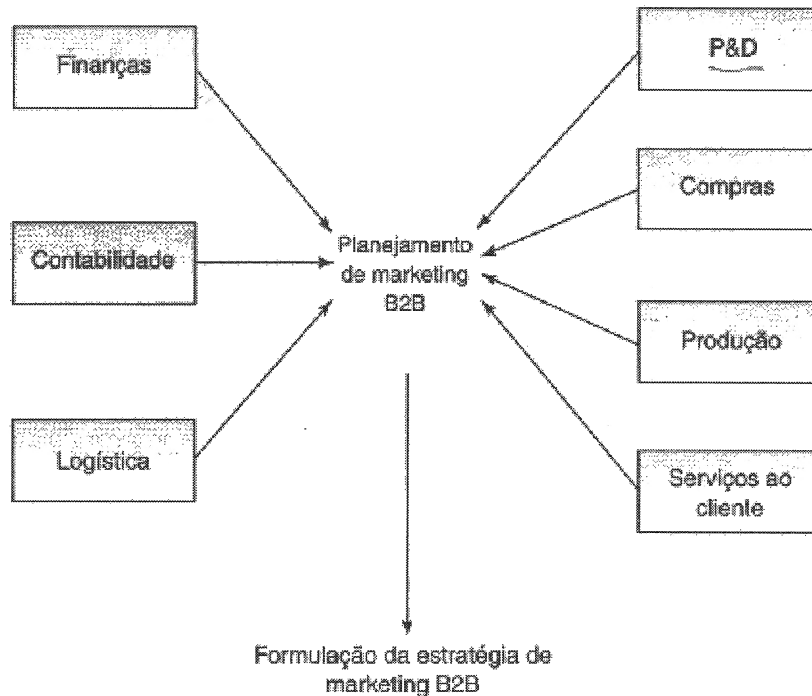 Finanças
P&D
Compras
Contabilidade
Planejamento
de marketing
B2B
Produção
Logística
Serviços ao
cliente
Formulação da estratégia de
marketing B2B